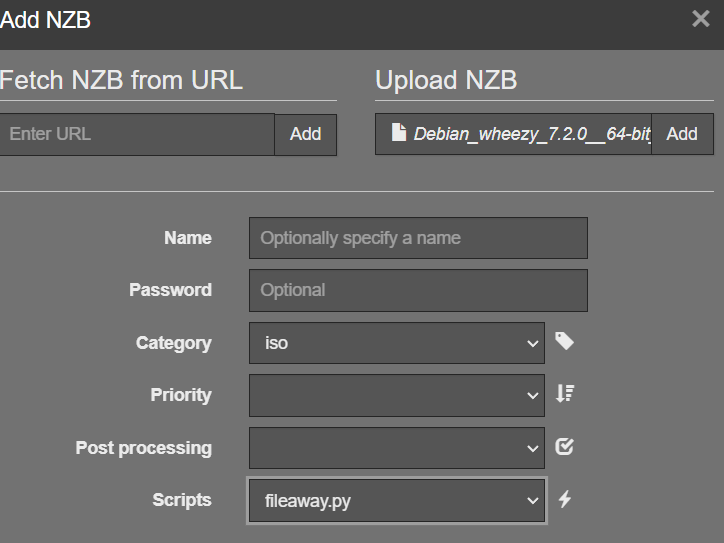 Add NZB
Fetch NZB from URL
Upload NZB
Enter URL
Add
Debian_wheezy_7.2.0__64-bit
Add
Name
Optionally specify a name
Password
Optional
Category
iso
Priority
Post processing
Scripts
fileaway.py